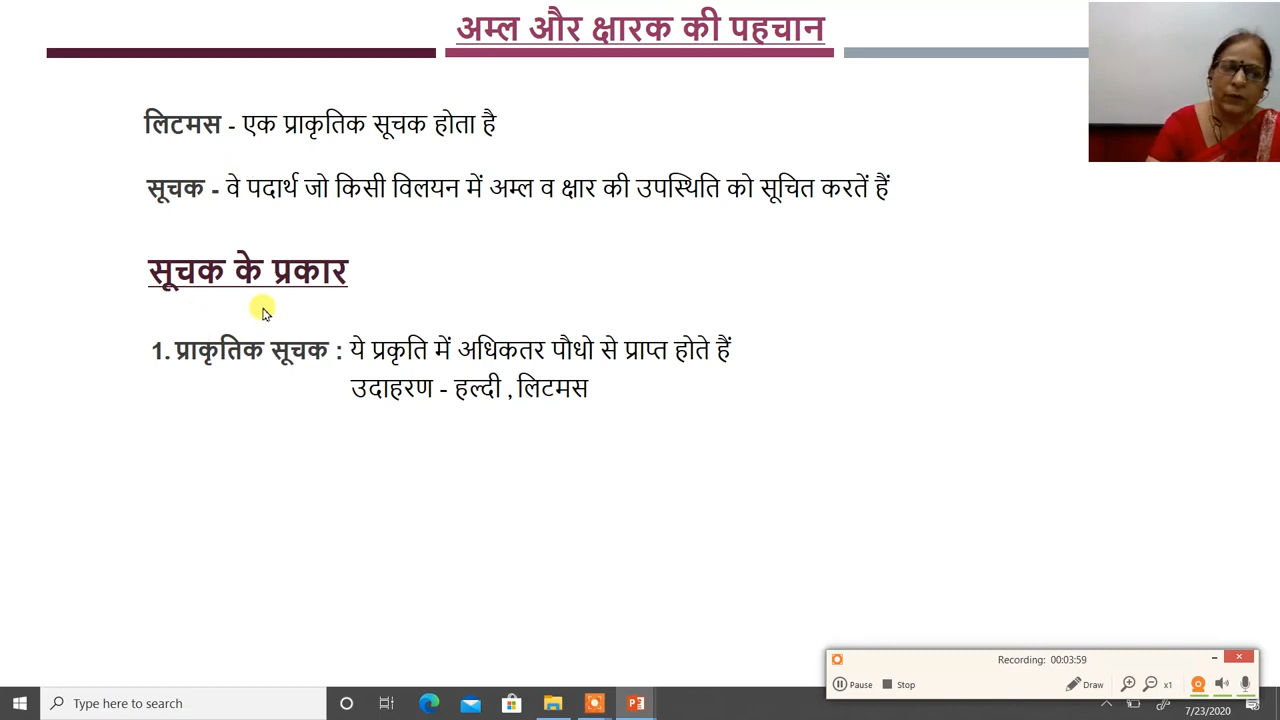 अम्ल और क्षारक की पहचान
लिटमस - एक प्राकृतिक सूचक होता है
सूचक - वे पदार्थ जो किसी विलयन में अम्ल व क्षार की उपस्थिति को सूचित करतें हैं
सूचक के प्रकार
1. प्राकृतिक सूचक : ये प्रकृति में अधिकतर पौधो से प्राप्त होते हैं
उदाहरण - हल्दी , लिटमस
Recording: 00:03:59
Pause Stop Draw x1
Type here to search
7/23/2020